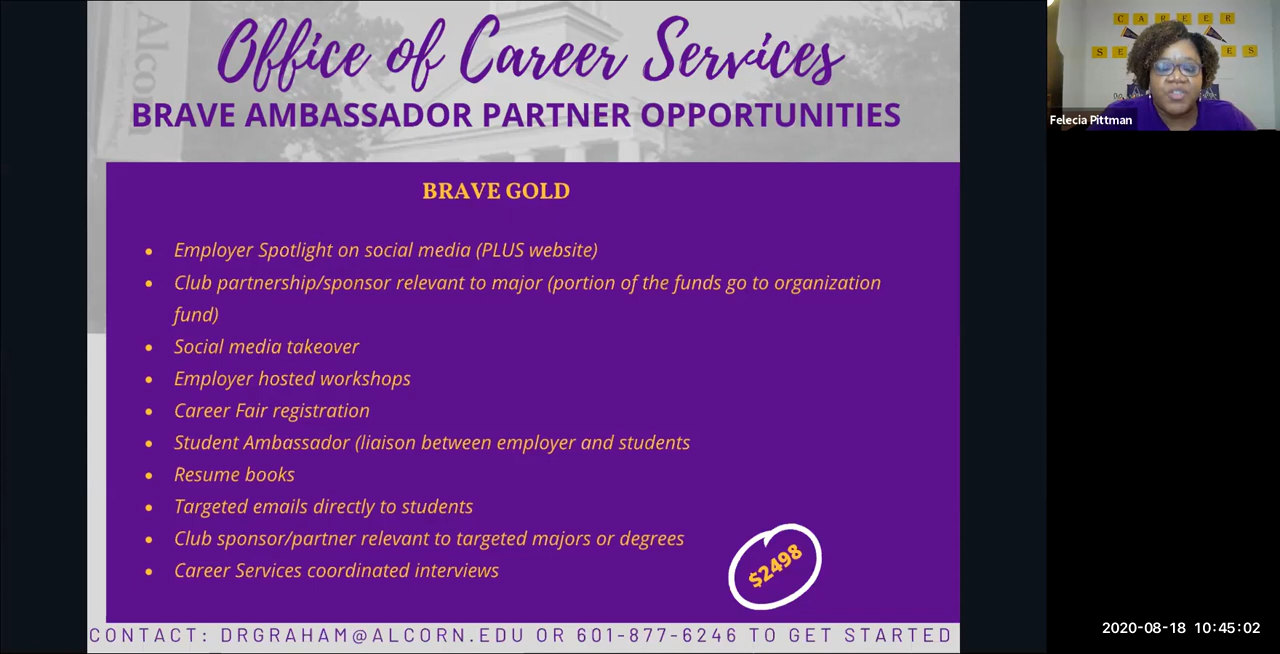 Alcorn
Office of Career Services
BRAVE AMBASSADOR PARTNER OPPORTUNITIES
BRAVE GOLD
• Employer Spotlight on social media (PLUS website)
• Club partnership/sponsor relevant to major (portion of the funds go to organization
fund)
• Social media takeover
• Employer hosted workshops
• Career Fair registration
• Student Ambassador (liaison between employer and students
• Resume books
• Targeted emails directly to students
• Club sponsor/partner relevant to targeted majors or degrees
• Career Services coordinated interviews
$2498
CONTACT: DRGRAHAM@ALCORN.EDU OR 601-877-6246 TO GET STARTED
CAREER
Felecia Pittman
2020-08-18 10:45:02